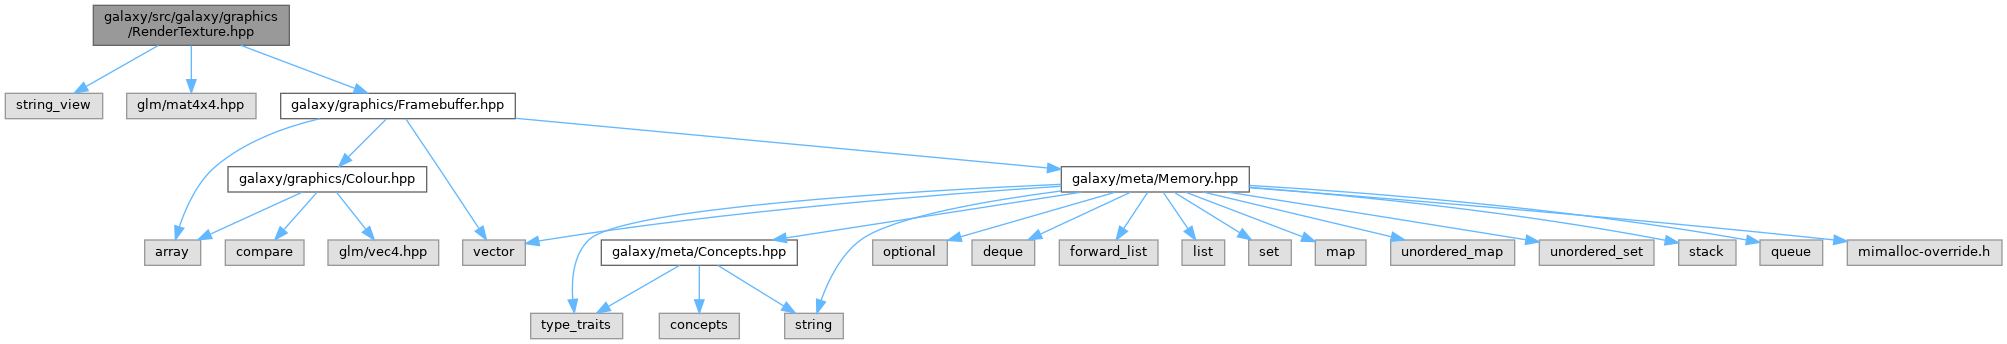 galaxy/src/galaxy/graphics
/RenderTexture.hpp
string_view
glm/mat4x4.hpp
galaxy/graphics/Framebuffer.hpp
galaxy/graphics/Colour.hpp
galaxy/meta/Memory.hpp
array
compare
glm/vec4.hpp
vector
galaxy/meta/Concepts.hpp
optional
deque
forward_list
list
set
map
unordered_map
unordered_set
stack
queue
mimalloc-override.h
type_traits
concepts
string